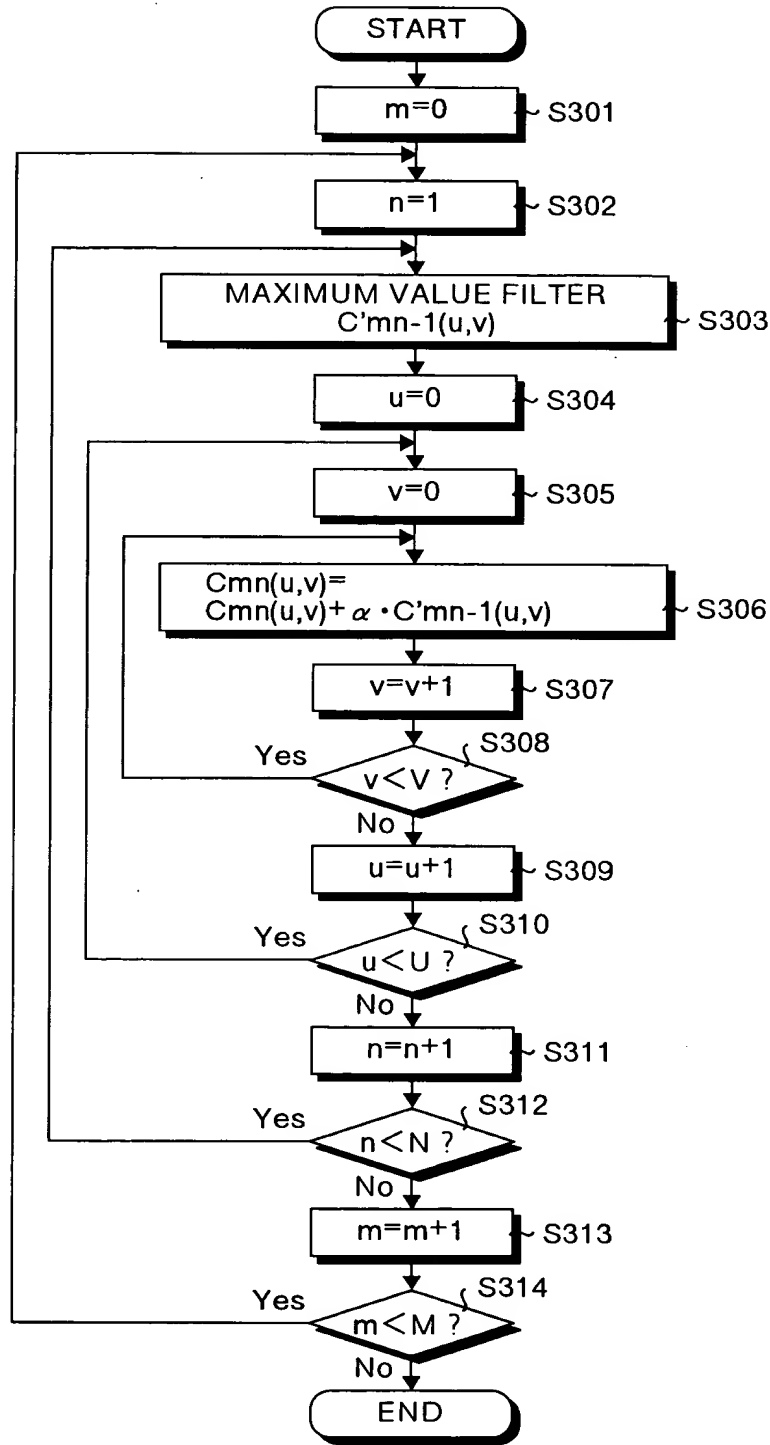 START
m=0
S301
n=1
S302
MAXIMUM VALUE FILTER
C'mn-1(u,v)
S303
u=0
S304
v=0
S305
Cmn(u,v)=
Cmn(u,v)+α・C'mn-1(u,v)
S306
v=v+1
S307
S308
Yes
v<V ?
No
u=u+1
S309
S310
Yes
u<U ?
No
n=n+1
S311
S312
Yes
n<N ?
No
m=m+1
S313
S314
Yes
m<M ?
No
END